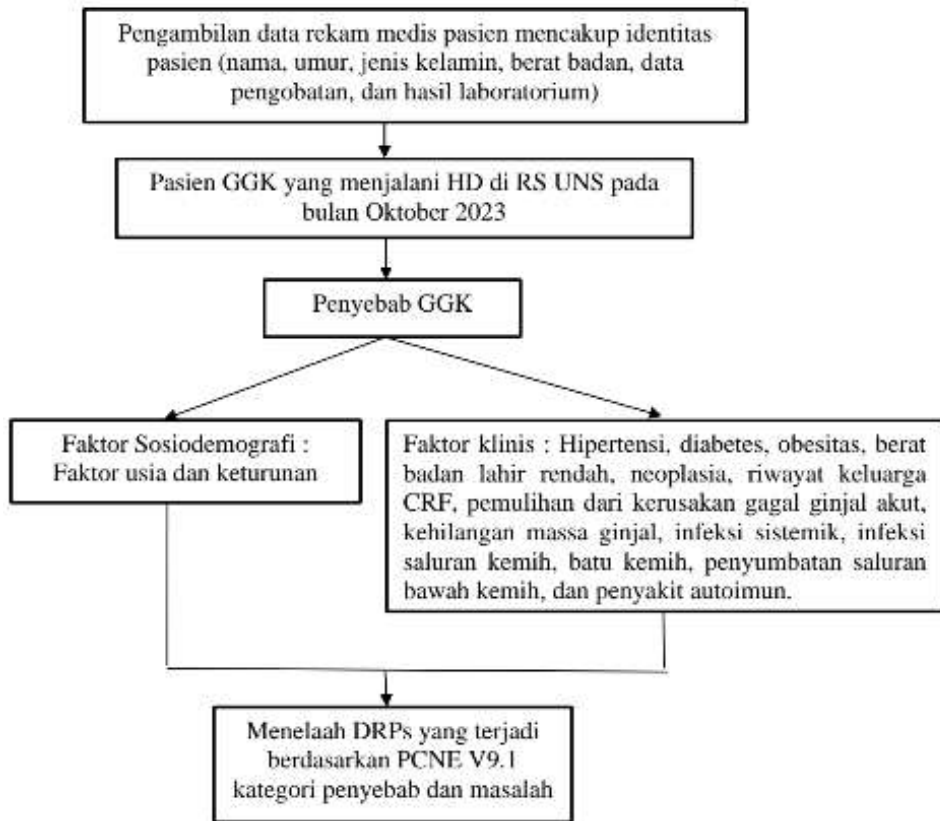 Pengambilan data rekam medis pasien mencakup identitas
pasien (nama, umur, jenis kelamin, berat badan, data
pengobatan, dan hasil laboratorium)
Pasien GGK yang menjalani HD di RS UNS pada
bulan Oktober 2023
Penyebab GGK
Faktor Sosiodemografi :
Faktor usia dan keturunan
Faktor klinis : Hipertensi, diabetes, obesitas, berat
badan lahir rendah, neoplasia, riwayat keluarga
CRF, pemulihan dari kerusakan gagal ginjal akut,
kehilangan massa ginjal, infeksi sistemik, infeksi
saluran kemih, batu kemih, penyumbatan saluran
bawah kemih, dan penyakit autoimun.
Menelaah DRPs yang terjadi
berdasarkan PCNE V9.1
kategori penyebab dan masalah